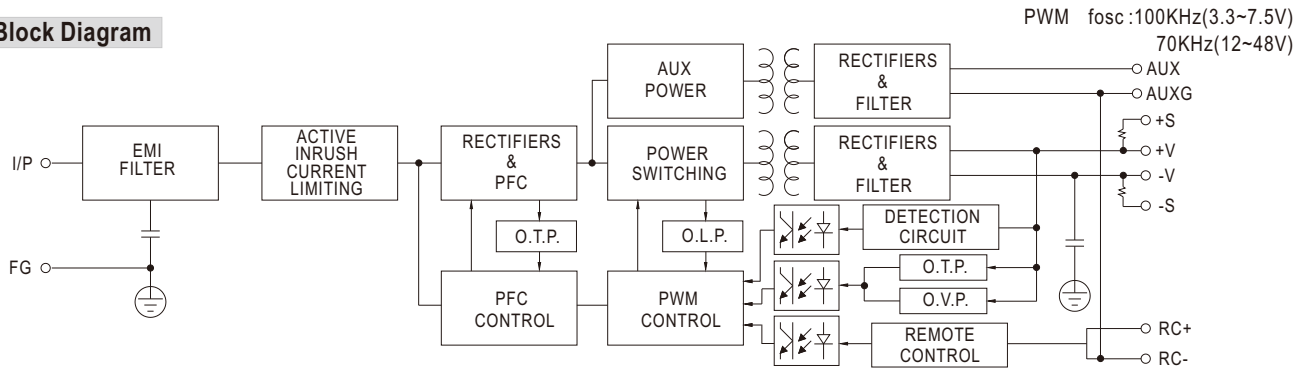 Block Diagram
PWM fosc :100KHz(3.3~7.5V)
70KHz(12~48V)
I/P
EMI
FILTER
FG
ACTIVE
INRUSH
CURRENT
LIMITING
RECTIFIERS
&
PFC
O.T.P.
PFC
CONTROL
AUX
POWER
POWER
SWITCHING
O.L.P.
PWM
CONTROL
RECTIFIERS
&
FILTER
RECTIFIERS
&
FILTER
DETECTION
CIRCUIT
O.T.P.
O.V.P.
REMOTE
CONTROL
AUX
AUXG
+S
+V
-V
-S
RC+
RC-